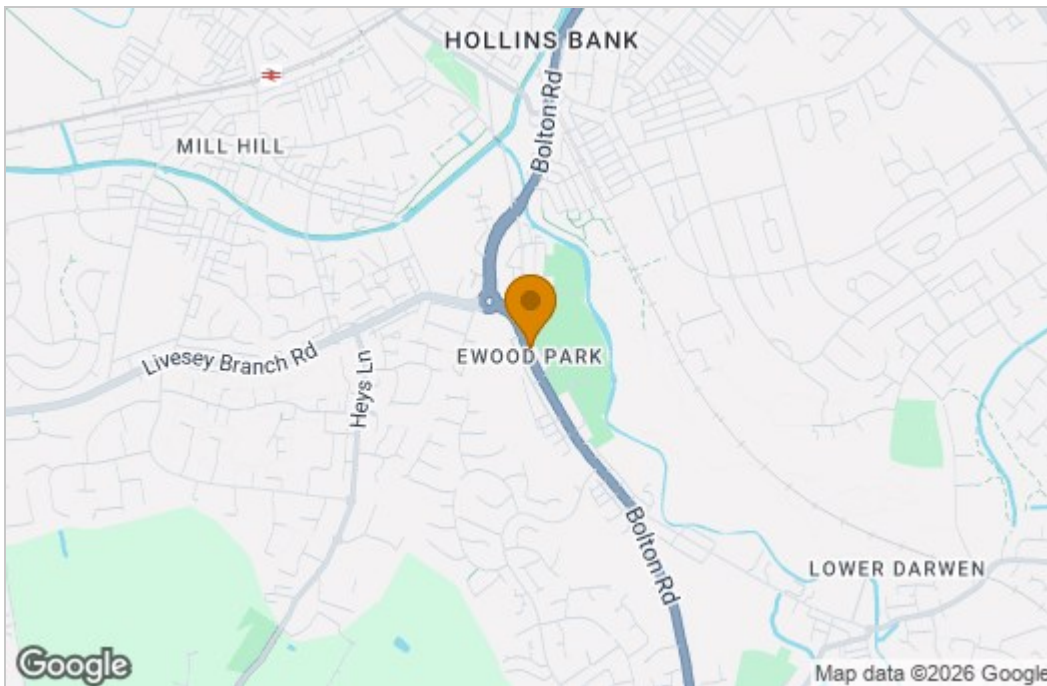 HOLLINS BANK
Bolton Rd
MILL HILL
Livesey Branch Rd
Heys Ln
EWOOD PARK
Bolton Rd
LOWER DARWEN
Google
Map data ©2026 Google